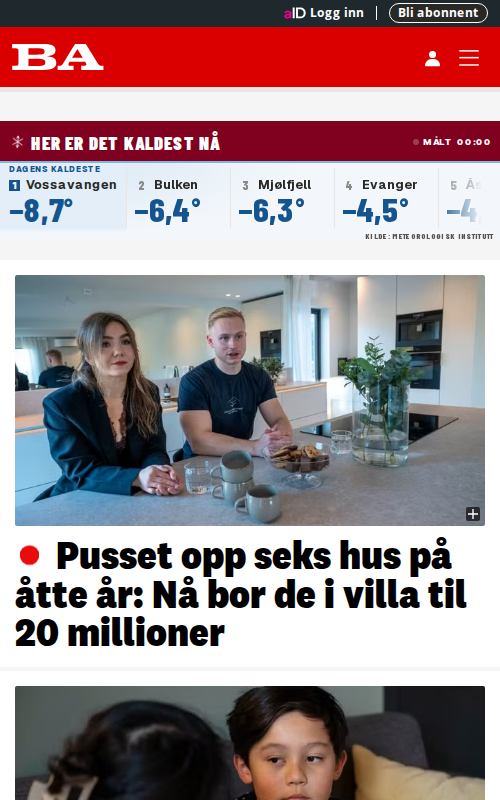 aID Logg inn
Bli abonnent
BA
HER ER DET KALDEST NÅ
MÅLT 00:00
DAGENS KALDESTE
1 Vossavangen
−8,7°
2 Bulken
−6,4°
3 Mjølfjell
−6,3°
4 Evanger
−4,5°
5
−4
KILDE: METEOROLOGISK INSTITUTT
Pusset opp seks hus på
åtte år: Nå bor de i villa til
20 millioner